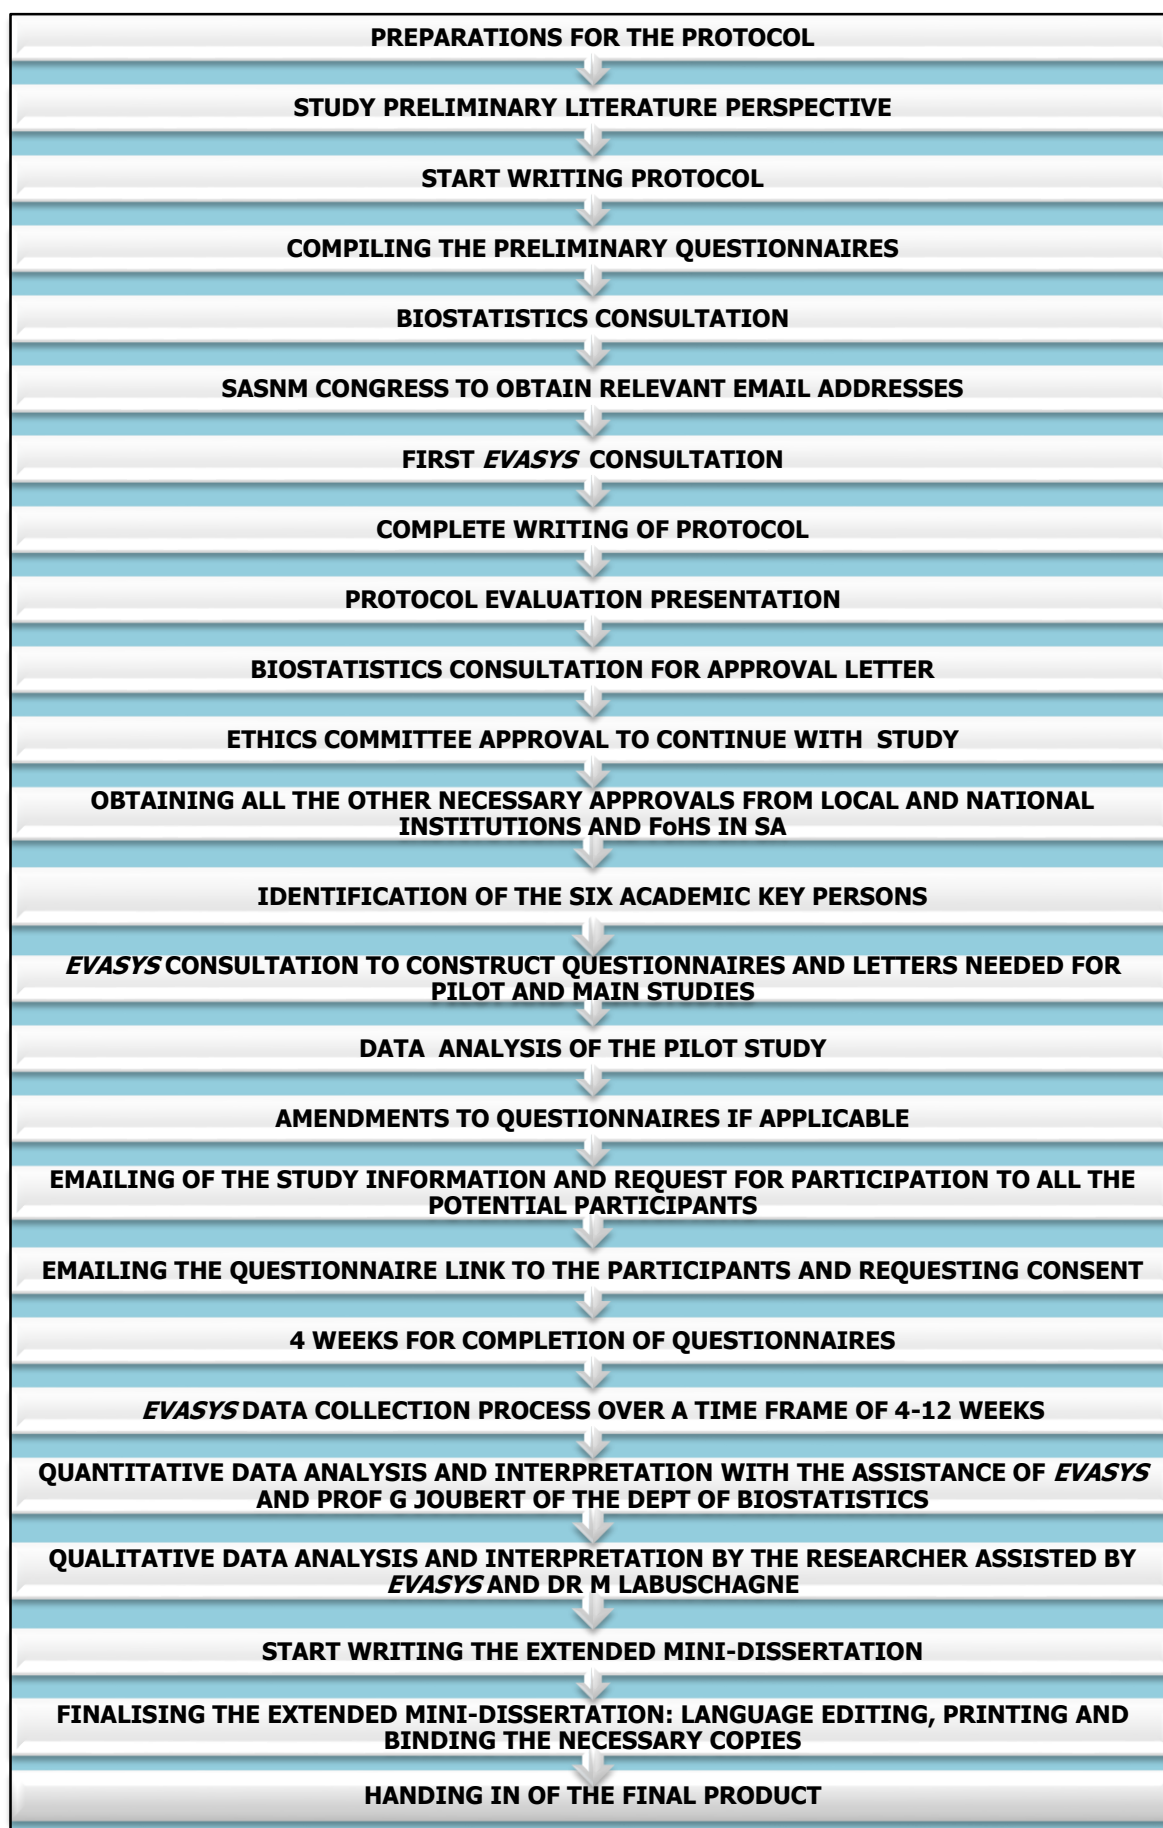 PREPARATIONS FOR THE PROTOCOL
STUDY PRELIMINARY LITERATURE PERSPECTIVE
START WRITING PROTOCOL
COMPILING THE PRELIMINARY QUESTIONNAIRES
BIOSTATISTICS CONSULTATION
SASNM CONGRESS TO OBTAIN RELEVANT EMAIL ADDRESSES
FIRST EVASYS CONSULTATION
COMPLETE WRITING OF PROTOCOL
PROTOCOL EVALUATION PRESENTATION
BIOSTATISTICS CONSULTATION FOR APPROVAL LETTER
ETHICS COMMITTEE APPROVAL TO CONTINUE WITH STUDY
OBTAINING ALL THE OTHER NECESSARY APPROVALS FROM LOCAL AND NATIONAL
INSTITUTIONS AND FoHS IN SA
IDENTIFICATION OF THE SIX ACADEMIC KEY PERSONS
EVASYS CONSULTATION TO CONSTRUCT QUESTIONNAIRES AND LETTERS NEEDED FOR
PILOT AND MAIN STUDIES
DATA ANALYSIS OF THE PILOT STUDY
AMENDMENTS TO QUESTIONNAIRES IF APPLICABLE
EMAILING OF THE STUDY INFORMATION AND REQUEST FOR PARTICIPATION TO ALL THE
POTENTIAL PARTICIPANTS
EMAILING THE QUESTIONNAIRE LINK TO THE PARTICIPANTS AND REQUESTING CONSENT
4 WEEKS FOR COMPLETION OF QUESTIONNAIRES
EVASYS DATA COLLECTION PROCESS OVER A TIME FRAME OF 4-12 WEEKS
QUANTITATIVE DATA ANALYSIS AND INTERPRETATION WITH THE ASSISTANCE OF EVASYS
AND PROF G JOUBERT OF THE DEPT OF BIOSTATISTICS
QUALITATIVE DATA ANALYSIS AND INTERPRETATION BY THE RESEARCHER ASSISTED BY
EVASYS AND DR M LABUSCHAGNE
START WRITING THE EXTENDED MINI-DISSERTATION
FINALISING THE EXTENDED MINI-DISSERTATION: LANGUAGE EDITING, PRINTING AND
BINDING THE NECESSARY COPIES
HANDING IN OF THE FINAL PRODUCT